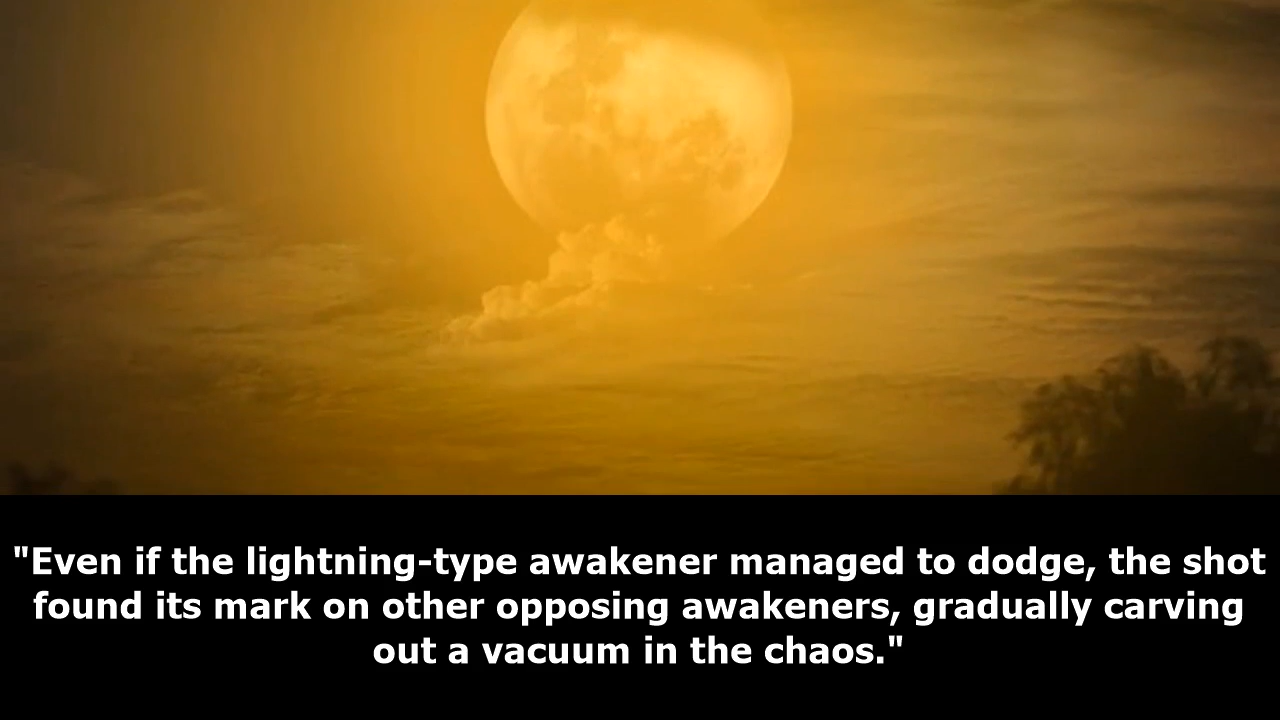 "Even if the lightning-type awakener managed to dodge, the shot
found its mark on other opposing awakeners, gradually carving
out a vacuum in the chaos."